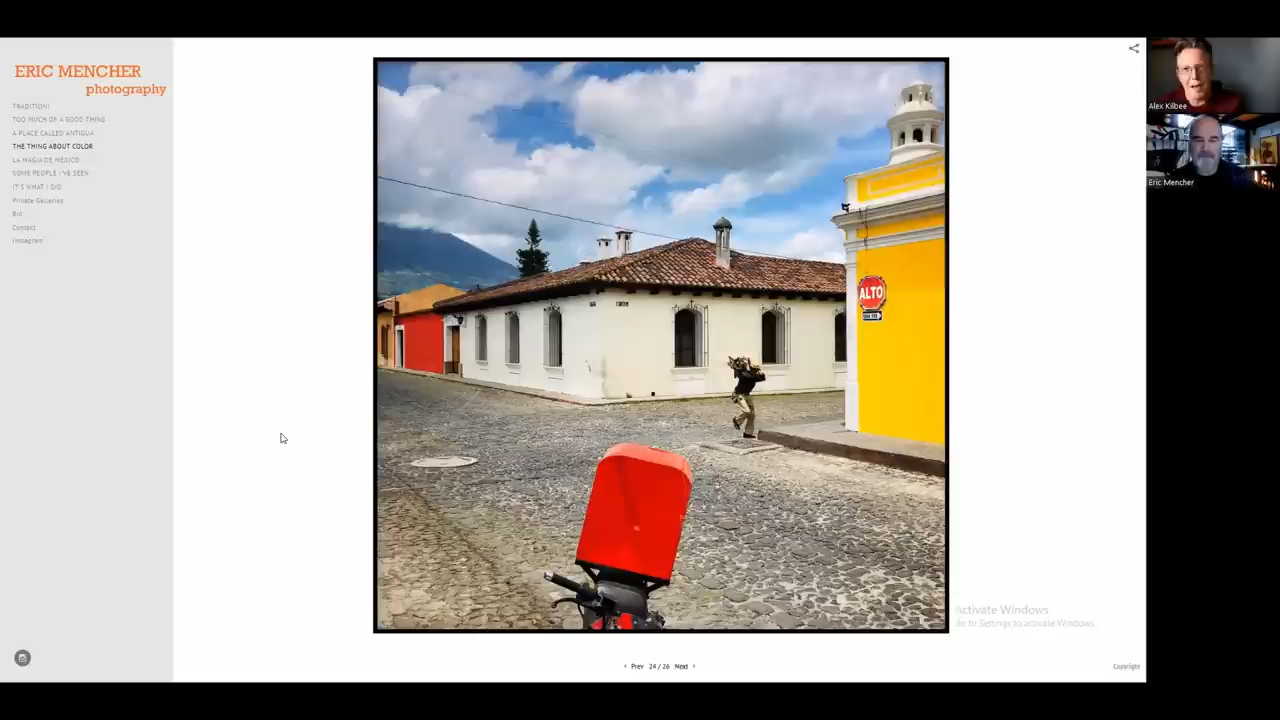 ERIC MENCHER
photography
TRADITION!
TOO MUCH OF A GOOD THING
A PLACE CALLED ANTIGUA
THE THING ABOUT COLOR
LA MAGIA DE MÉXICO
SOME PEOPLE I'VE SEEN
IT'S WHAT I DID
Private Galleries
Bio
Contact
Instagram
ALTO
Alex Kilbee
Eric Mencher
Activate Windows
Go to Settings to activate Windows.
‹ Prev 24 / 26 Next ›
Copyright